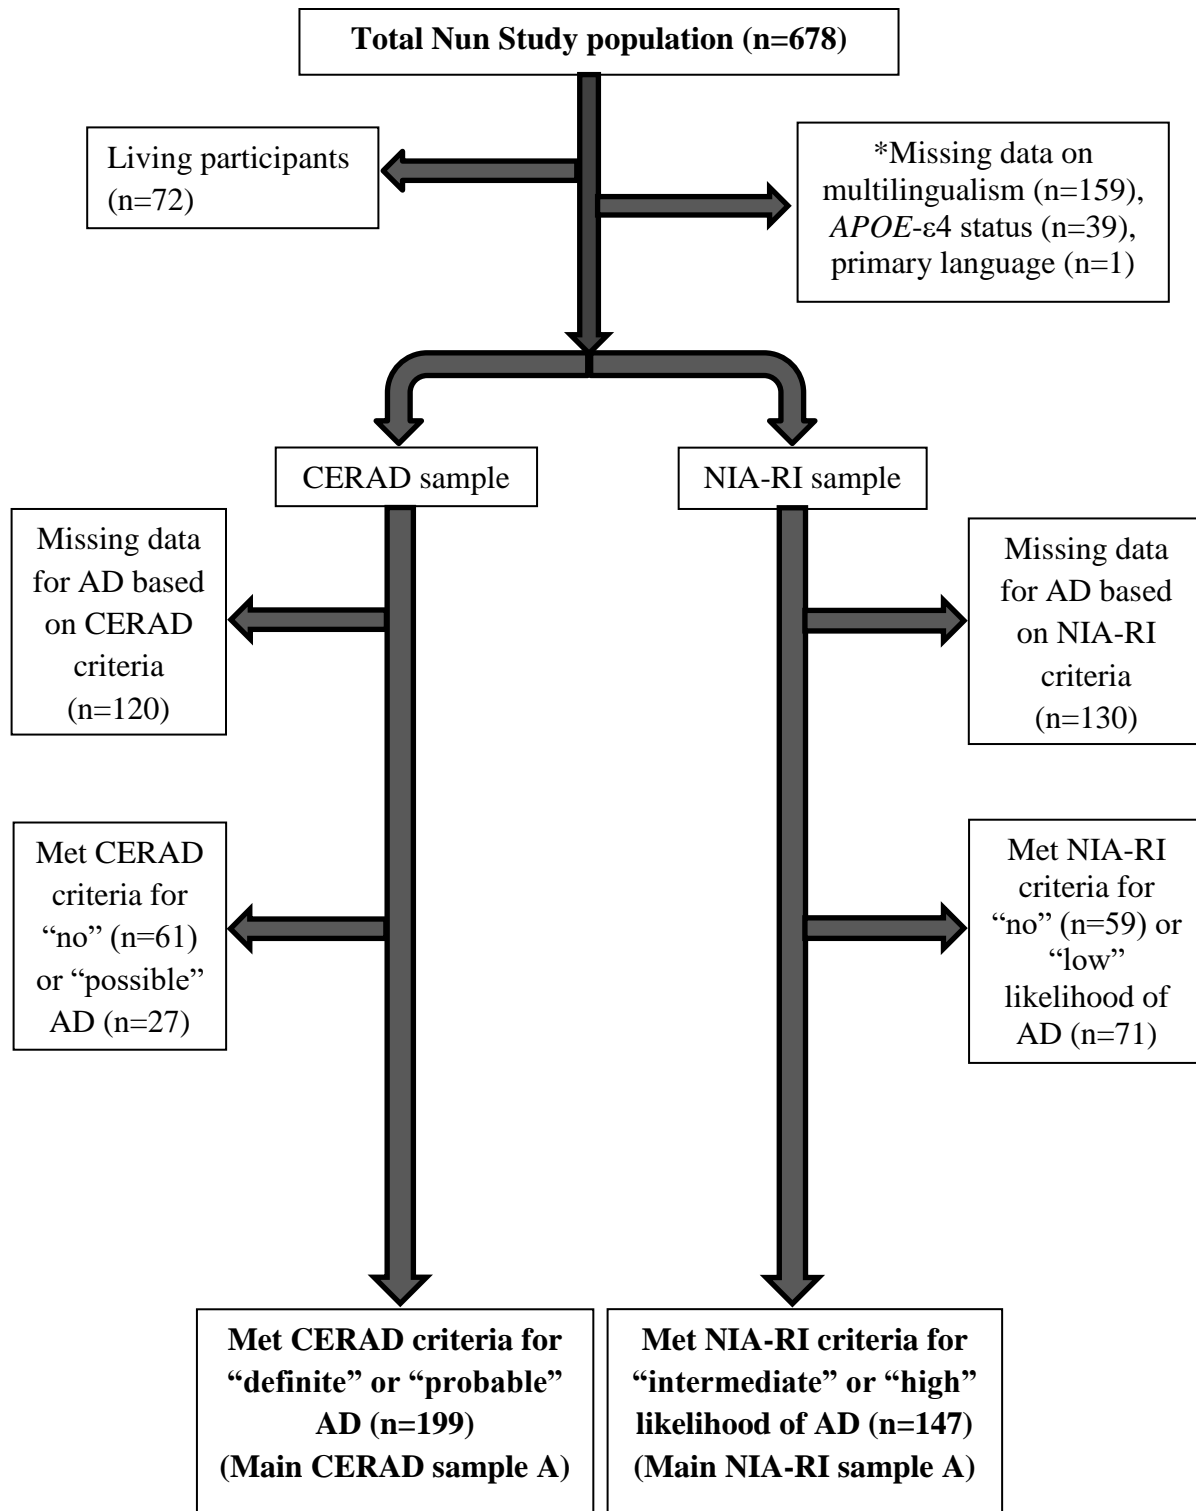 Total Nun Study population (n=678)
Living participants
(n=72)
*Missing data on
multilingualism (n=159),
APOE-ε4 status (n=39),
primary language (n=1)
CERAD sample
NIA-RI sample
Missing data
for AD based
on CERAD
criteria
(n=120)
Missing data
for AD based
on NIA-RI
criteria
(n=130)
Met CERAD
criteria for
“no” (n=61)
or “possible”
AD (n=27)
Met NIA-RI
criteria for
“no” (n=59) or
“low”
likelihood of
AD (n=71)
Met CERAD criteria for
“definite” or “probable”
AD (n=199)
(Main CERAD sample A)
Met NIA-RI criteria for
“intermediate” or “high”
likelihood of AD (n=147)
(Main NIA-RI sample A)